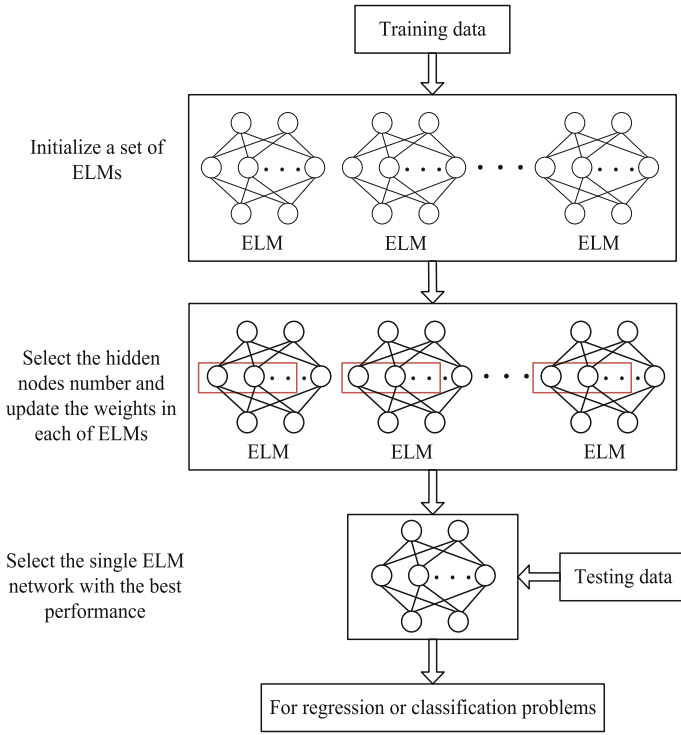 Training data
Initialize a set of
ELMs
ELM
ELM
ELM
Select the hidden
nodes number and
update the weights in
each of ELMs
ELM
ELM
ELM
Select the single ELM
network with the best
performance
Testing data
For regression or classification problems